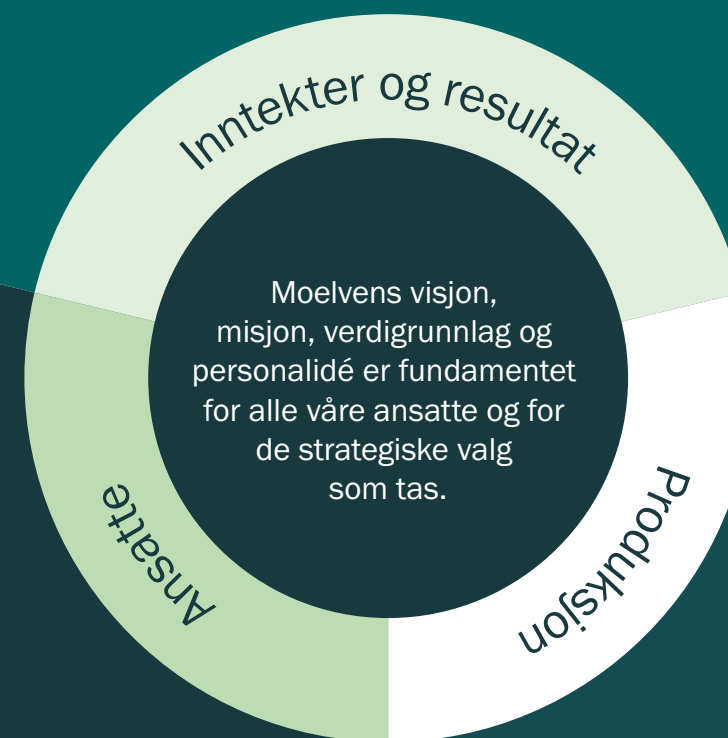 Inntekter og resultat
Moelvens visjon,
misjon, verdigrunnlag og
personalidé er fundamentet
for alle våre ansatte og for
de strategiske valg
som tas.
Ansatte
Produksjon